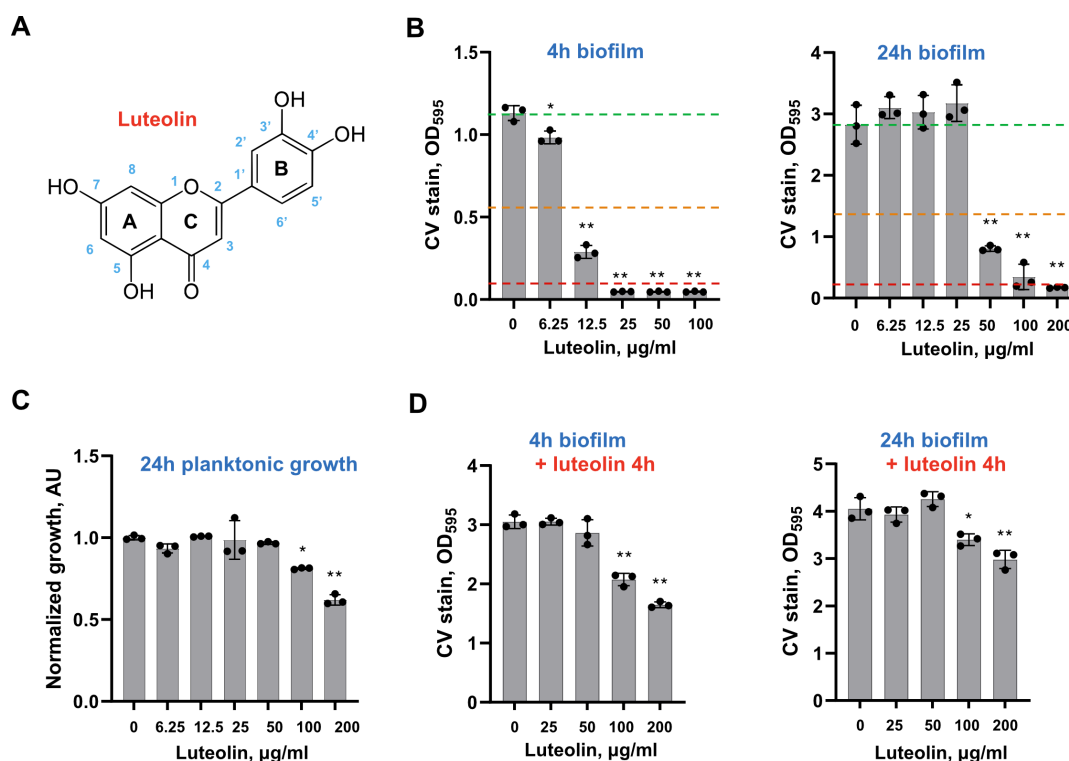 A
Luteolin
OH
3'
OH
4'
2'
B
1'
5'
6'
HO
7
8
1
O
2
A
C
6
3
5
4
OH
O
B
4h biofilm
CV stain, OD595
1.5
1.0
0.5
0.0
*
**
**
**
**
0
6.25
12.5
25
50
100
Luteolin, µg/ml
24h biofilm
CV stain, OD595
4
3
2
1
0
**
**
**
0
6.25
12.5
25
50
100
200
Luteolin, µg/ml
C
24h planktonic growth
Normalized growth, AU
1.5
1.0
0.5
0.0
*
**
0
6.25
12.5
25
50
100
200
Luteolin, µg/ml
D
4h biofilm
+ luteolin 4h
CV stain, OD595
4
3
2
1
0
**
**
0
25
50
100
200
Luteolin, µg/ml
24h biofilm
+ luteolin 4h
CV stain, OD595
5
4
3
2
1
0
*
**
0
25
50
100
200
Luteolin, µg/ml